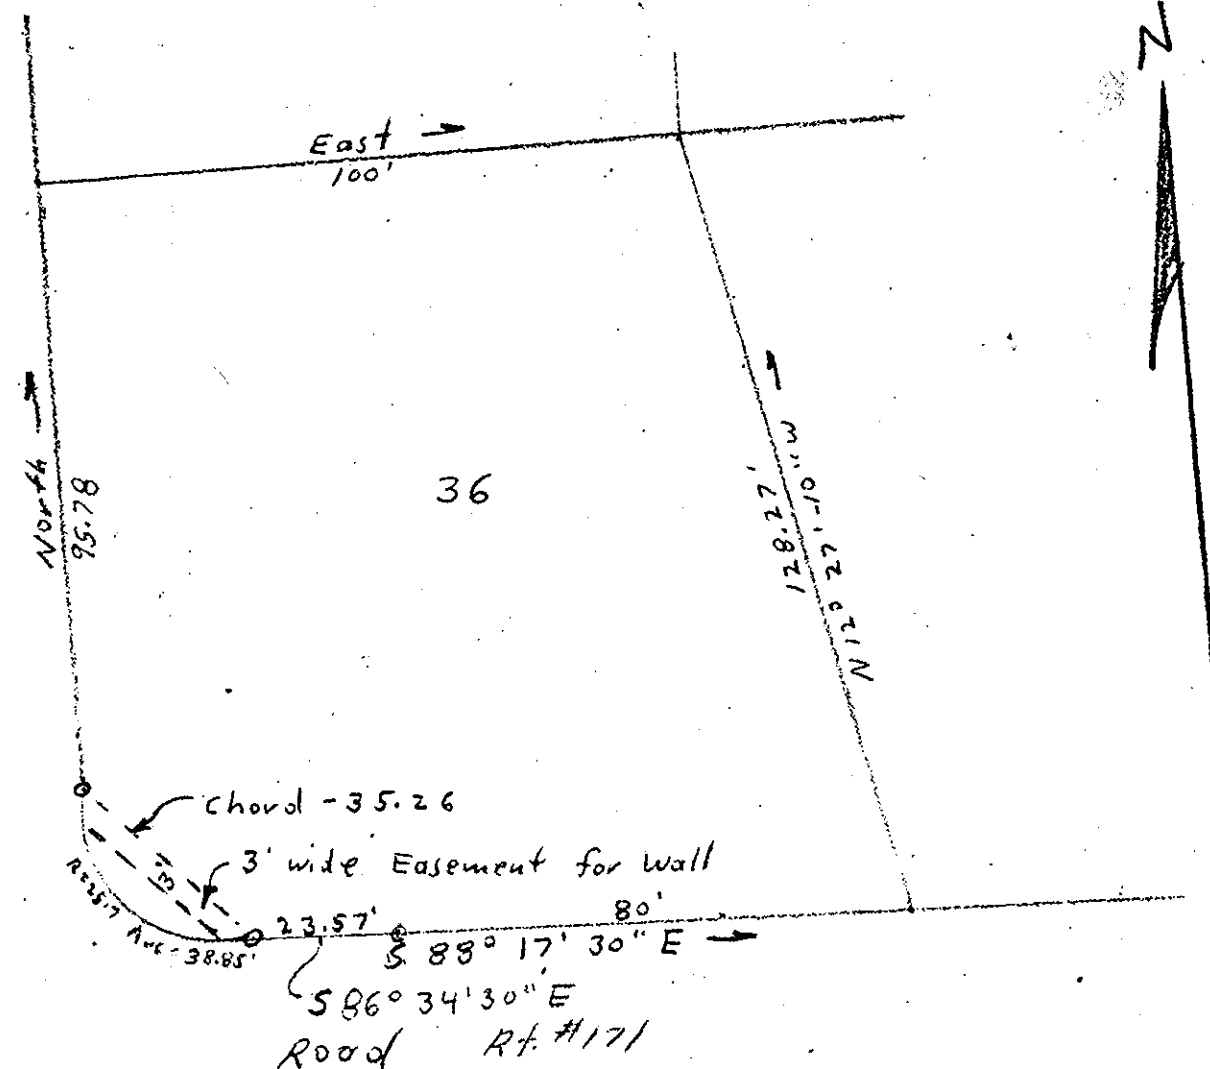 N
East →
100'
North →
95.78
36
128.27'
N 12° 27'-10" W →
Chord - 35.26
3'
3' wide Easement for Wall
R=25.7
Arc - 38.85'
23.57'
80'
S 88° 17' 30" E →
S 86° 34' 30" E
Road Rt. #171